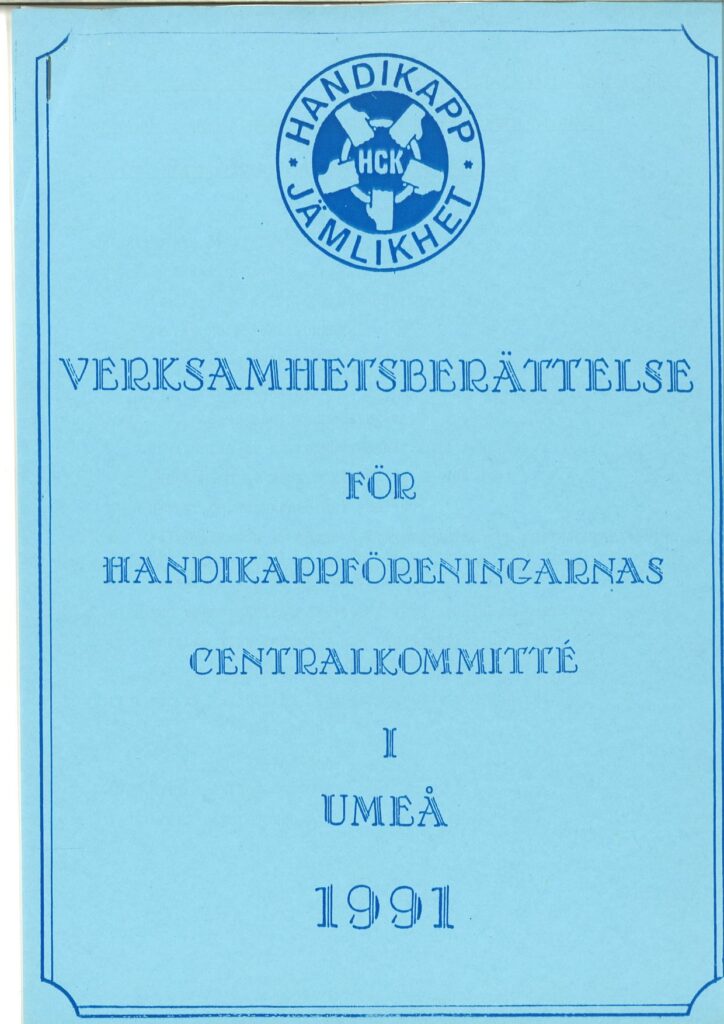 HANDIKAPP
HCK
* JÄMLIKHET *
VERKSAMHETSBERÄTTELSE
FÖR
HANDIKAPPFÖRENINGARNAS
CENTRALKOMMITTÉ
I
UMEÅ
1991